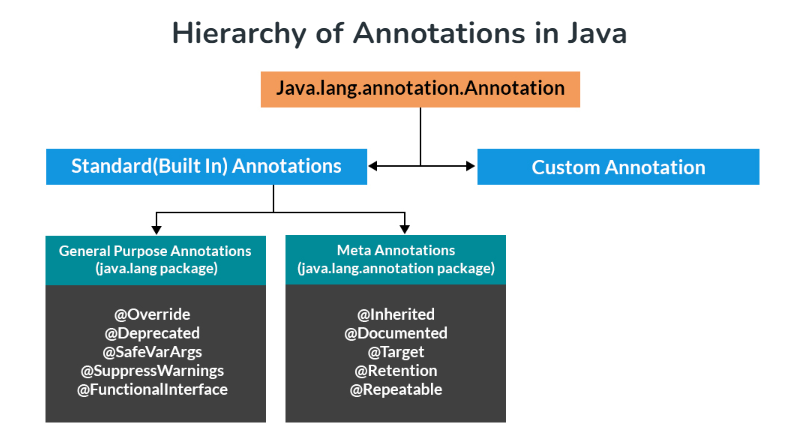 Hierarchy of Annotations in Java
Java.lang.annotation.Annotation
Standard(Built In) Annotations
Custom Annotation
General Purpose Annotations
(java.lang package)
@Override
@Deprecated
@SafeVarArgs
@SuppressWarnings
@FunctionalInterface
Meta Annotations
(java.lang.annotation package)
@Inherited
@Documented
@Target
@Retention
@Repeatable